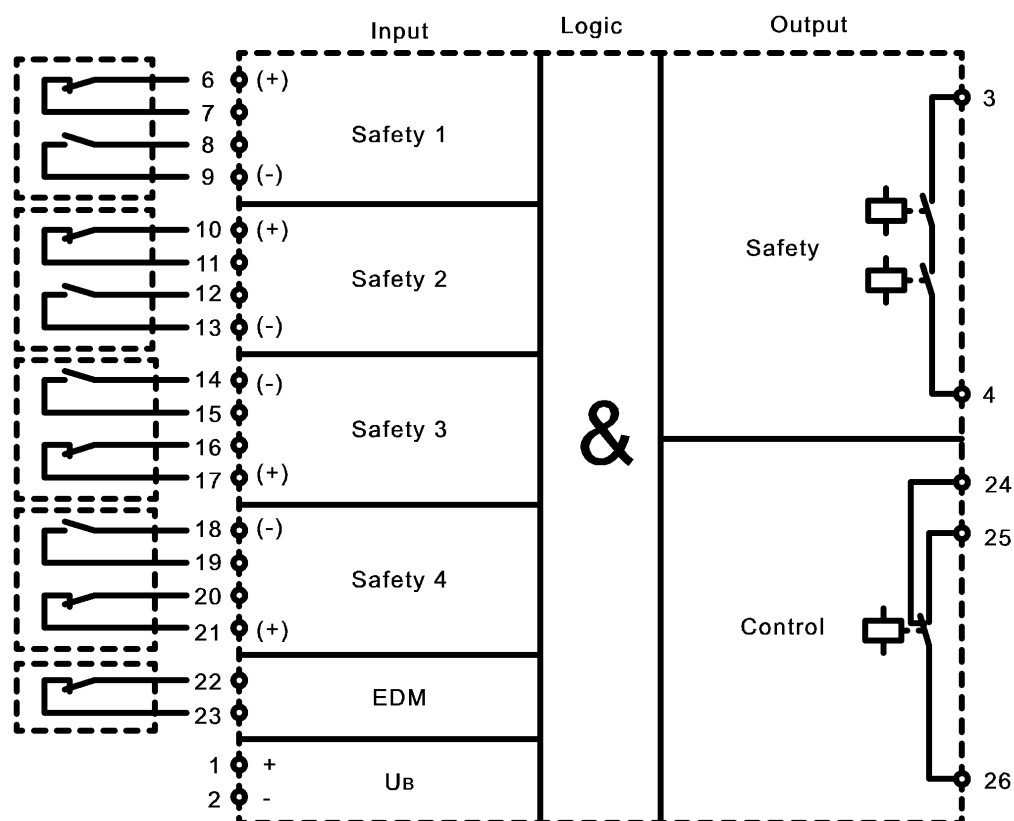 Input Logic Output
6 (+)
7
Safety 1
8
9 (-)
10 (+)
11
Safety 2
12
13 (-)
14 (-)
15
Safety 3
16
17 (+)
18 (-)
19
Safety 4
20
21 (+)
22
EDM
23
1 +
UB
2 -
&
3
Safety
4
24
25
Control
26